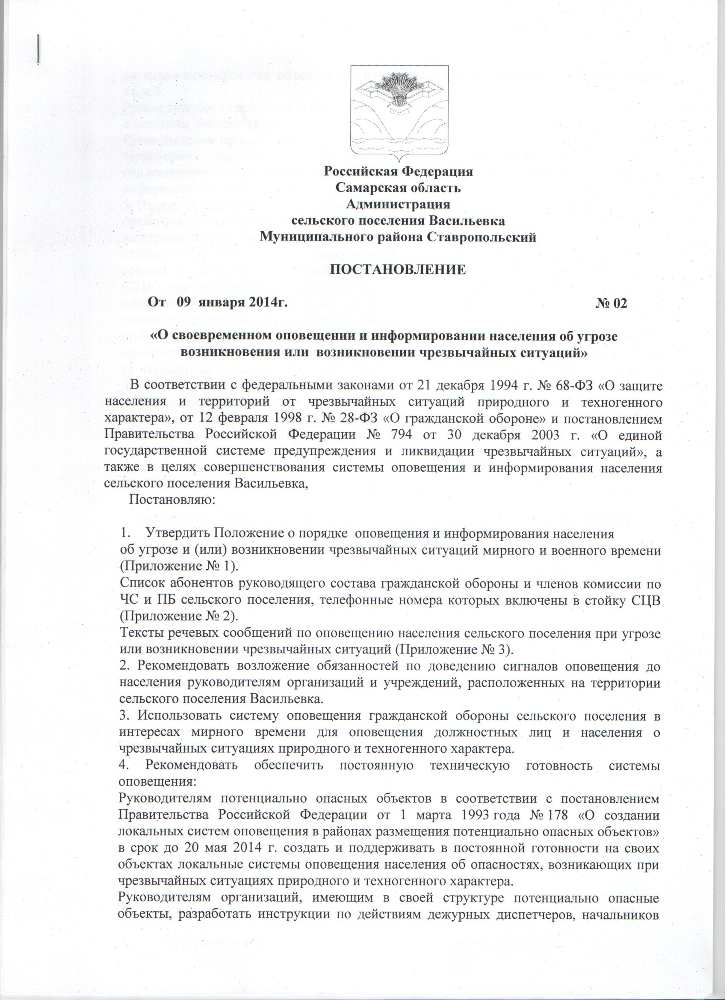 Российская Федерация
Самарская область
Администрация
сельского поселения Васильевка
Муниципального района Ставропольский
ПОСТАНОВЛЕНИЕ
От 09 января 2014г. № 02
«О своевременном оповещении и информировании населения об угрозе
возникновения или возникновении чрезвычайных ситуаций»
В соответствии с федеральными законами от 21 декабря 1994 г. № 68-ФЗ «О защите
населения и территорий от чрезвычайных ситуаций природного и техногенного
характера», от 12 февраля 1998 г. № 28-ФЗ «О гражданской обороне» и постановлением
Правительства Российской Федерации № 794 от 30 декабря 2003 г. «О единой
государственной системе предупреждения и ликвидации чрезвычайных ситуаций», а
также в целях совершенствования системы оповещения и информирования населения
сельского поселения Васильевка,
Постановляю:
1. Утвердить Положение о порядке оповещения и информирования населения
об угрозе и (или) возникновении чрезвычайных ситуаций мирного и военного времени
(Приложение № 1).
Список абонентов руководящего состава гражданской обороны и членов комиссии по
ЧС и ПБ сельского поселения, телефонные номера которых включены в стойку СЦВ
(Приложение № 2).
Тексты речевых сообщений по оповещению населения сельского поселения при угрозе
или возникновении чрезвычайных ситуаций (Приложение № 3).
2. Рекомендовать возложение обязанностей по доведению сигналов оповещения до
населения руководителям организаций и учреждений, расположенных на территории
сельского поселения Васильевка.
3. Использовать систему оповещения гражданской обороны сельского поселения в
интересах мирного времени для оповещения должностных лиц и населения о
чрезвычайных ситуациях природного и техногенного характера.
4. Рекомендовать обеспечить постоянную техническую готовность системы
оповещения:
Руководителям потенциально опасных объектов в соответствии с постановлением
Правительства Российской Федерации от 1 марта 1993 года № 178 «О создании
локальных систем оповещения в районах размещения потенциально опасных объектов»
в срок до 20 мая 2014 г. создать и поддерживать в постоянной готовности на своих
объектах локальные системы оповещения населения об опасностях, возникающих при
чрезвычайных ситуациях природного и техногенного характера.
Руководителям организаций, имеющим в своей структуре потенциально опасные
объекты, разработать инструкции по действиям дежурных диспетчеров, начальников